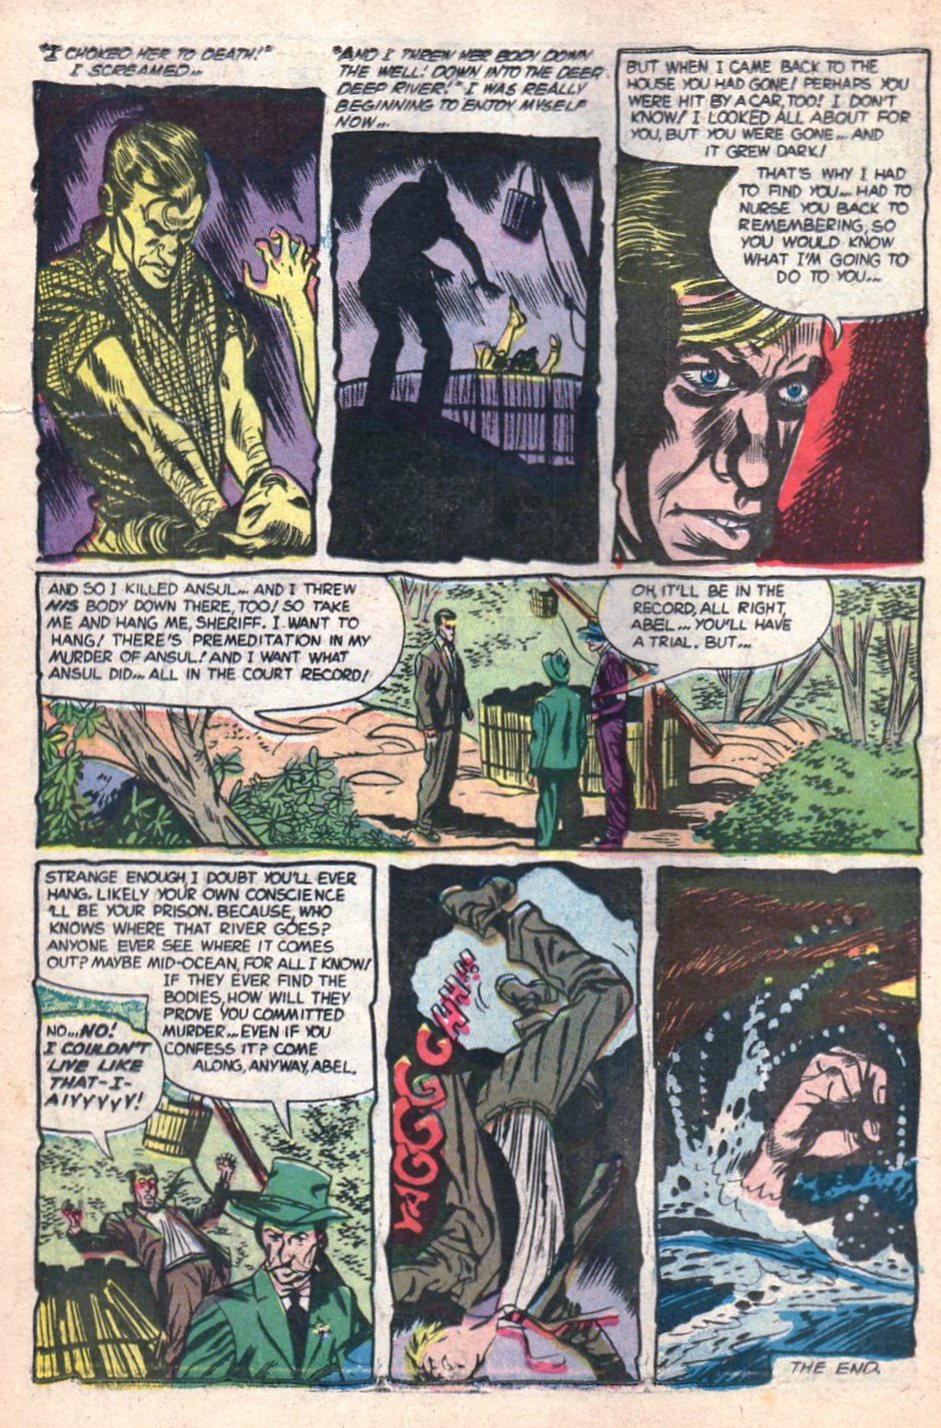 "I CHOKED HER TO DEATH!"
I SCREAMED...
"AND I THREW HER BODY DOWN
THE WELL! DOWN INTO THE DEEP
DEEP RIVER!" I WAS REALLY
BEGINNING TO ENJOY MYSELF
NOW...
BUT WHEN I CAME BACK TO THE
HOUSE YOU HAD GONE! PERHAPS YOU
WERE HIT BY A CAR, TOO! I DON'T
KNOW! I LOOKED ALL ABOUT FOR
YOU, BUT YOU WERE GONE... AND
IT GREW DARK!
THAT'S WHY I HAD
TO FIND YOU... HAD TO
NURSE YOU BACK TO
REMEMBERING, SO
YOU WOULD KNOW
WHAT I'M GOING TO
DO TO YOU...
AND SO I KILLED ANSUL... AND I THREW
HIS BODY DOWN THERE, TOO! SO TAKE
ME AND HANG ME, SHERIFF. I WANT TO
HANG! THERE'S PREMEDITATION IN MY
MURDER OF ANSUL! AND I WANT WHAT
ANSUL DID... ALL IN THE COURT RECORD!
OH, IT'LL BE IN THE
RECORD, ALL RIGHT,
ABEL... YOU'LL HAVE
A TRIAL. BUT...
STRANGE ENOUGH, I DOUBT YOU'LL EVER
HANG. LIKELY YOUR OWN CONSCIENCE
'LL BE YOUR PRISON. BECAUSE, WHO
KNOWS WHERE THAT RIVER GOES?
ANYONE EVER SEE WHERE IT COMES
OUT? MAYBE MID-OCEAN, FOR ALL I KNOW!
IF THEY EVER FIND THE
BODIES, HOW WILL THEY
PROVE YOU COMMITTED
MURDER... EVEN IF YOU
CONFESS IT? COME
ALONG, ANYWAY, ABEL.
NO... NO!
I COULDN'T
LIVE LIKE
THAT-I-
AIYYYYYY!
YAGGGGGHHH!
THE END.